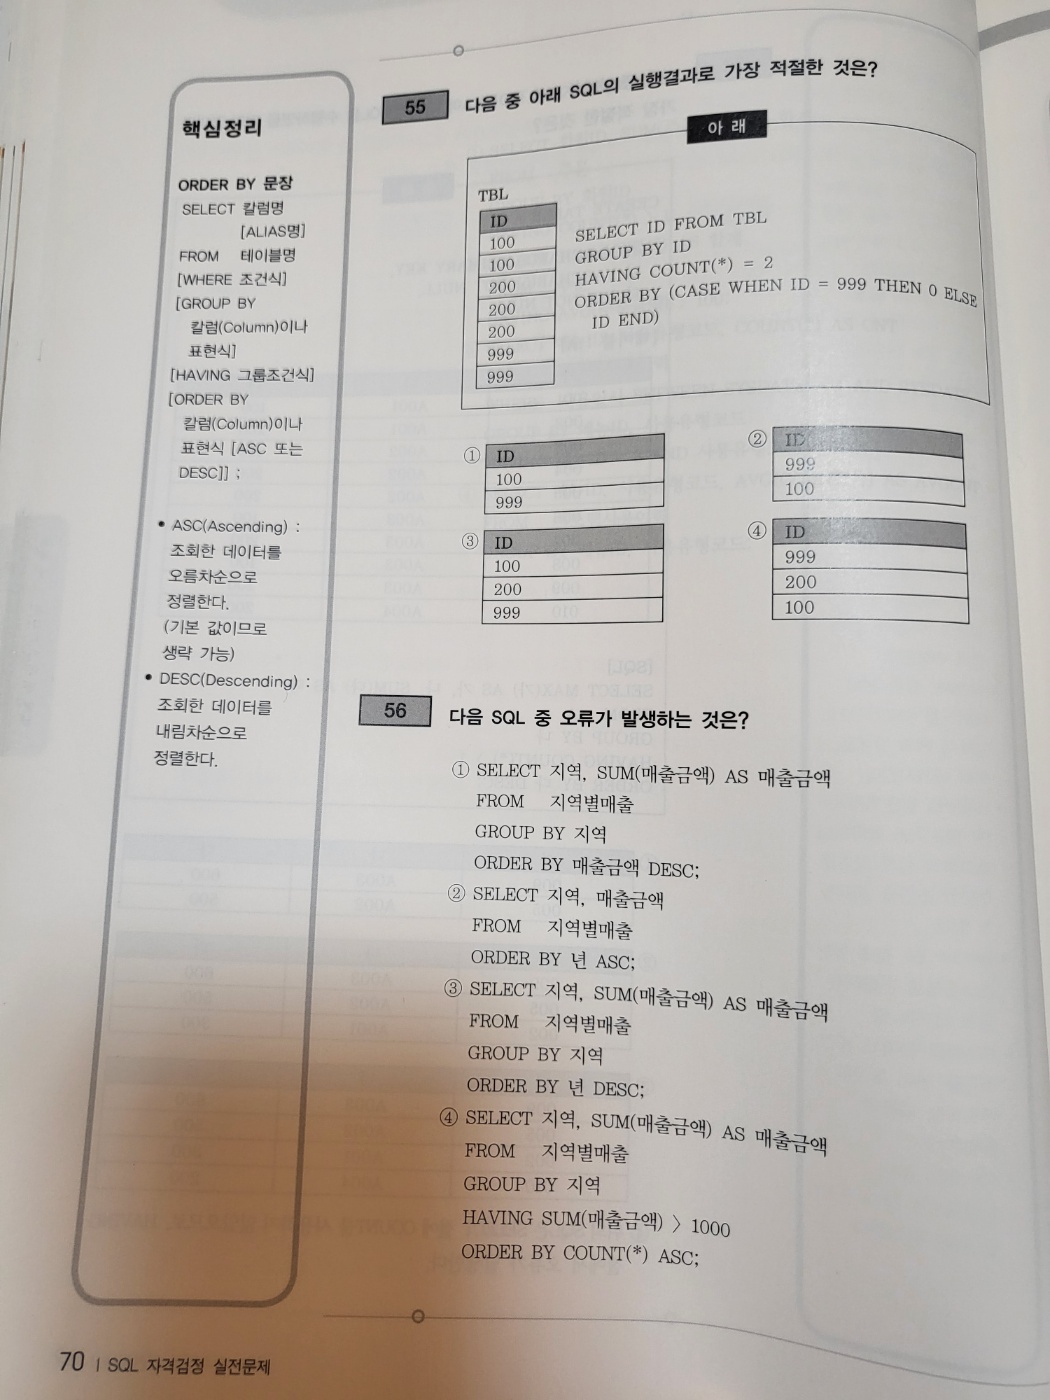 핵심정리
ORDER BY 문장
SELECT 칼럼명
[ALIAS명]
FROM 테이블명
[WHERE 조건식]
[GROUP BY
칼럼(Column)이나
표현식]
[HAVING 그룹조건식]
[ORDER BY
칼럼(Column)이나
표현식 [ASC 또는
DESC]] ;
• ASC(Ascending) :
조회한 데이터를
오름차순으로
정렬한다.
(기본 값이므로
생략 가능)
• DESC(Descending) :
조회한 데이터를
내림차순으로
정렬한다.
55 다음 중 아래 SQL의 실행결과로 가장 적절한 것은?
아 래
TBL
ID
100
100
200
200
200
999
999
SELECT ID FROM TBL
GROUP BY ID
HAVING COUNT(*) = 2
ORDER BY (CASE WHEN ID = 999 THEN 0 ELSE
ID END)
① ID
100
999
② ID
999
100
③ ID
100
200
999
④ ID
999
200
100
56 다음 SQL 중 오류가 발생하는 것은?
① SELECT 지역, SUM(매출금액) AS 매출금액
FROM 지역별매출
GROUP BY 지역
ORDER BY 매출금액 DESC;
② SELECT 지역, 매출금액
FROM 지역별매출
ORDER BY 년 ASC;
③ SELECT 지역, SUM(매출금액) AS 매출금액
FROM 지역별매출
GROUP BY 지역
ORDER BY 년 DESC;
④ SELECT 지역, SUM(매출금액) AS 매출금액
FROM 지역별매출
GROUP BY 지역
HAVING SUM(매출금액) > 1000
ORDER BY COUNT(*) ASC;
70 | SQL 자격검정 실전문제